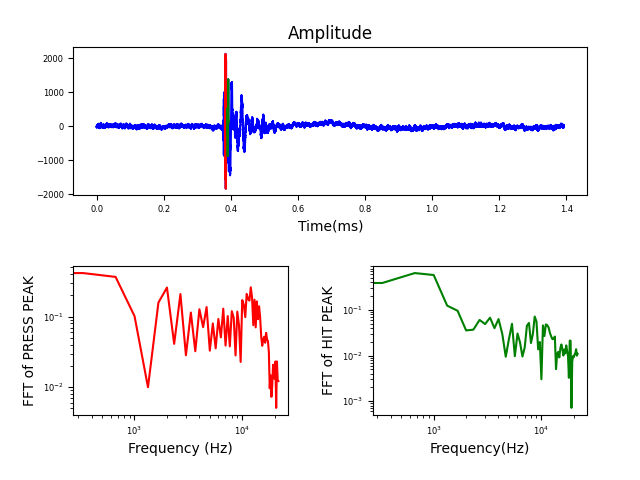 Amplitude
2000
1000
0
−1000
−2000
0.0 0.2 0.4 0.6 0.8 1.0 1.2 1.4
Time(ms)
FFT of PRESS PEAK
10⁻¹
10⁻²
10³ 10⁴
Frequency (Hz)
FFT of HIT PEAK
10⁻¹
10⁻²
10⁻³
10³ 10⁴
Frequency(Hz)